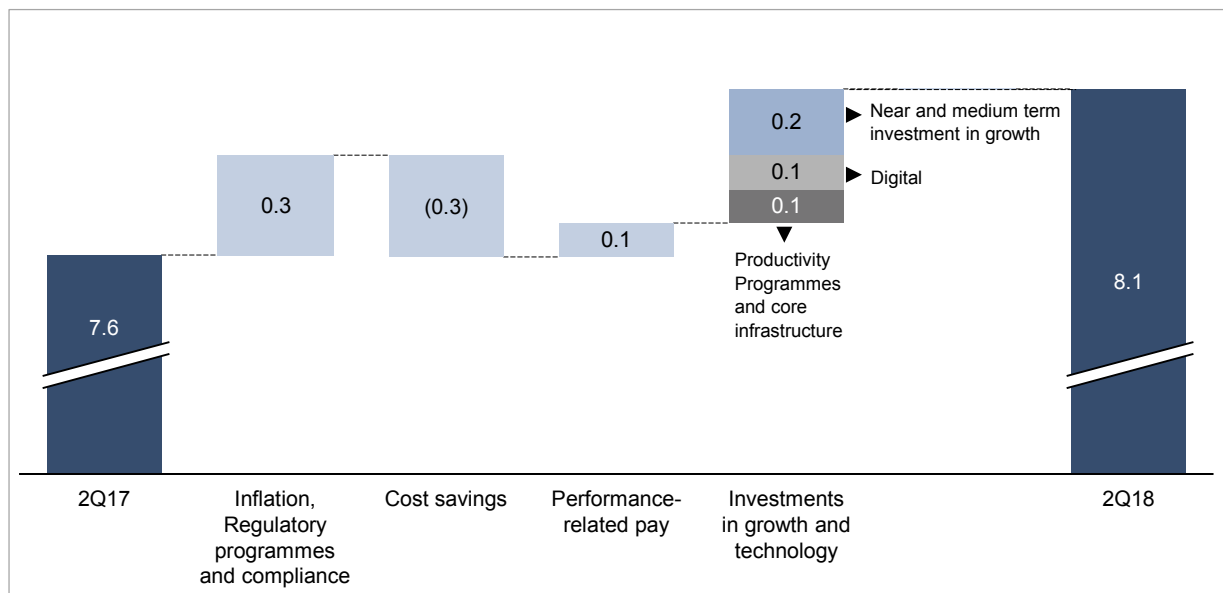 0.2
Near and medium term
investment in growth
0.3
(0.3)
0.1
Digital
0.1
0.1
Productivity
Programmes
and core
infrastructure
7.6
8.1
2Q17
Inflation,
Regulatory
programmes
and compliance
Cost savings
Performance-
related pay
Investments
in growth and
technology
2Q18